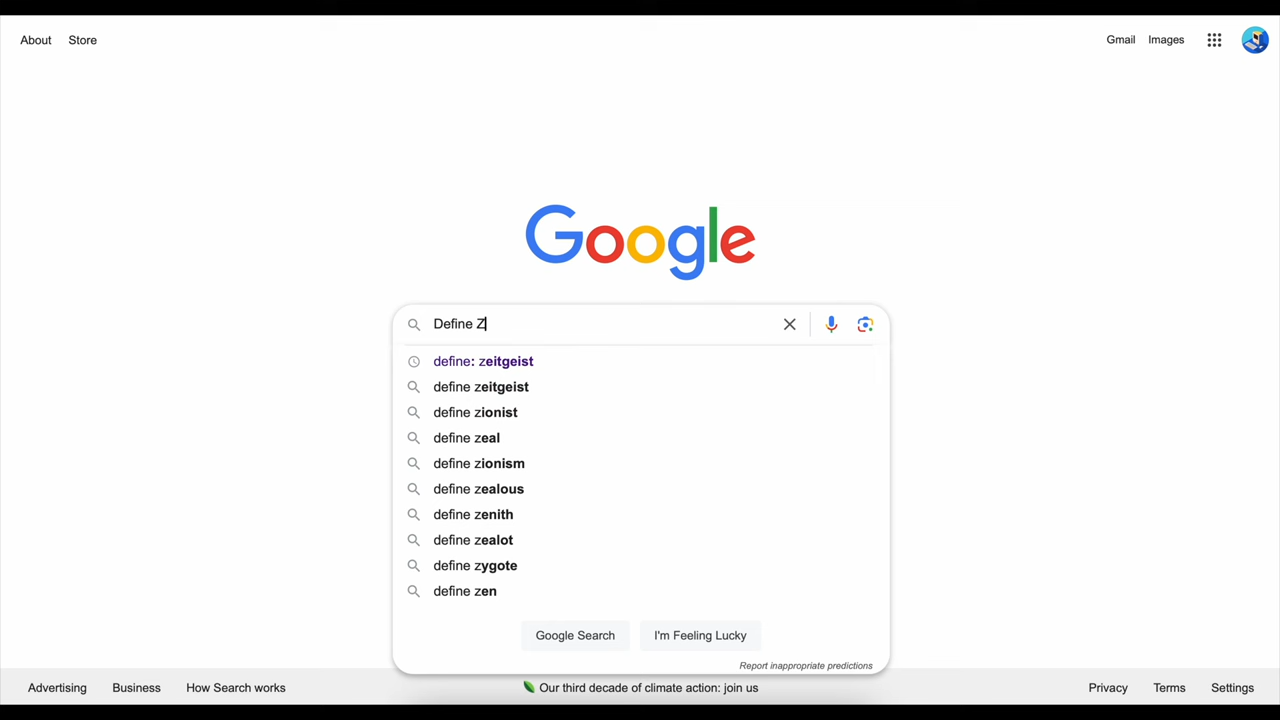 About Store Gmail Images
Google
Define Z
define: zeitgeist
define zeitgeist
define zionist
define zeal
define zionism
define zealous
define zenith
define zealot
define zygote
define zen
Google Search I'm Feeling Lucky
Report inappropriate predictions
Advertising Business How Search works Our third decade of climate action: join us Privacy Terms Settings